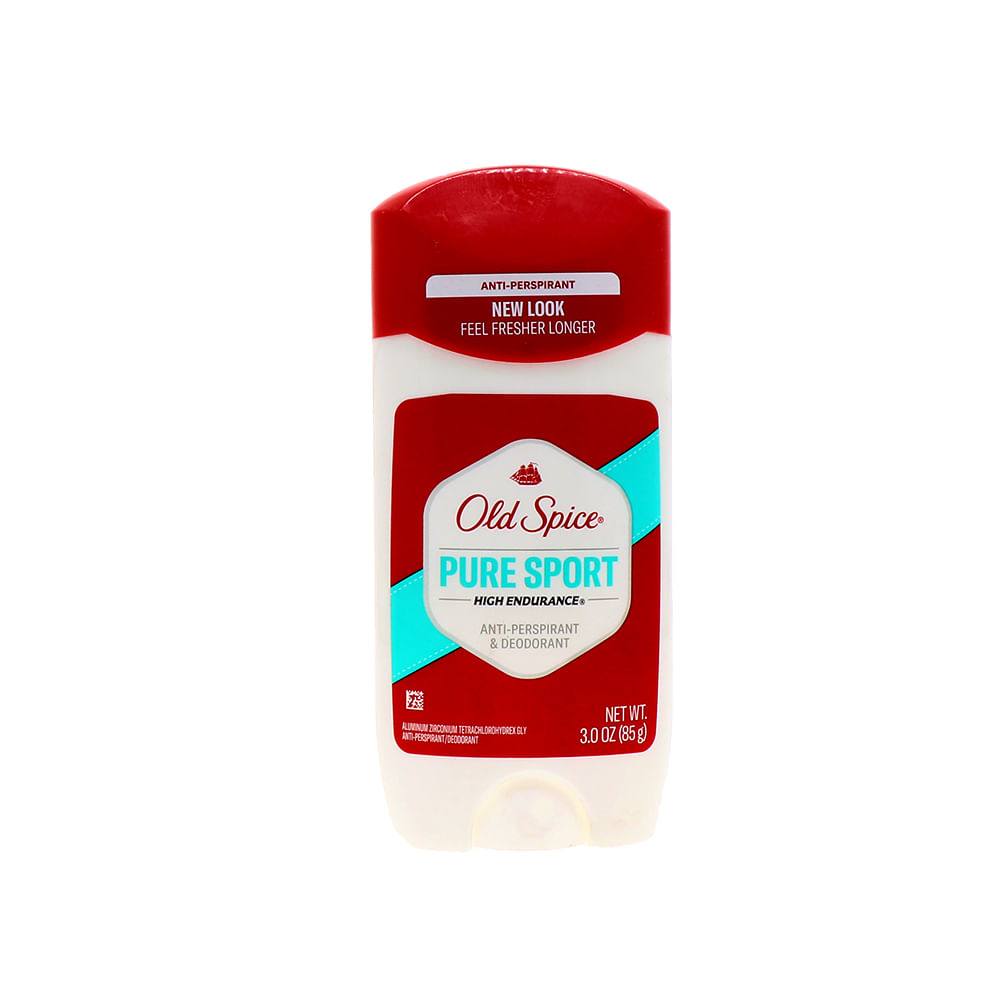 ANTI-PERSPIRANT
NEW LOOK
FEEL FRESHER LONGER
Old Spice®
PURE SPORT
HIGH ENDURANCE®
ANTI-PERSPIRANT
& DEODORANT
ALUMINUM ZIRCONIUM TETRACHLOROHYDREX GLY
ANTI-PERSPIRANT/DEODORANT
NET WT.
3.0 OZ (85 g)